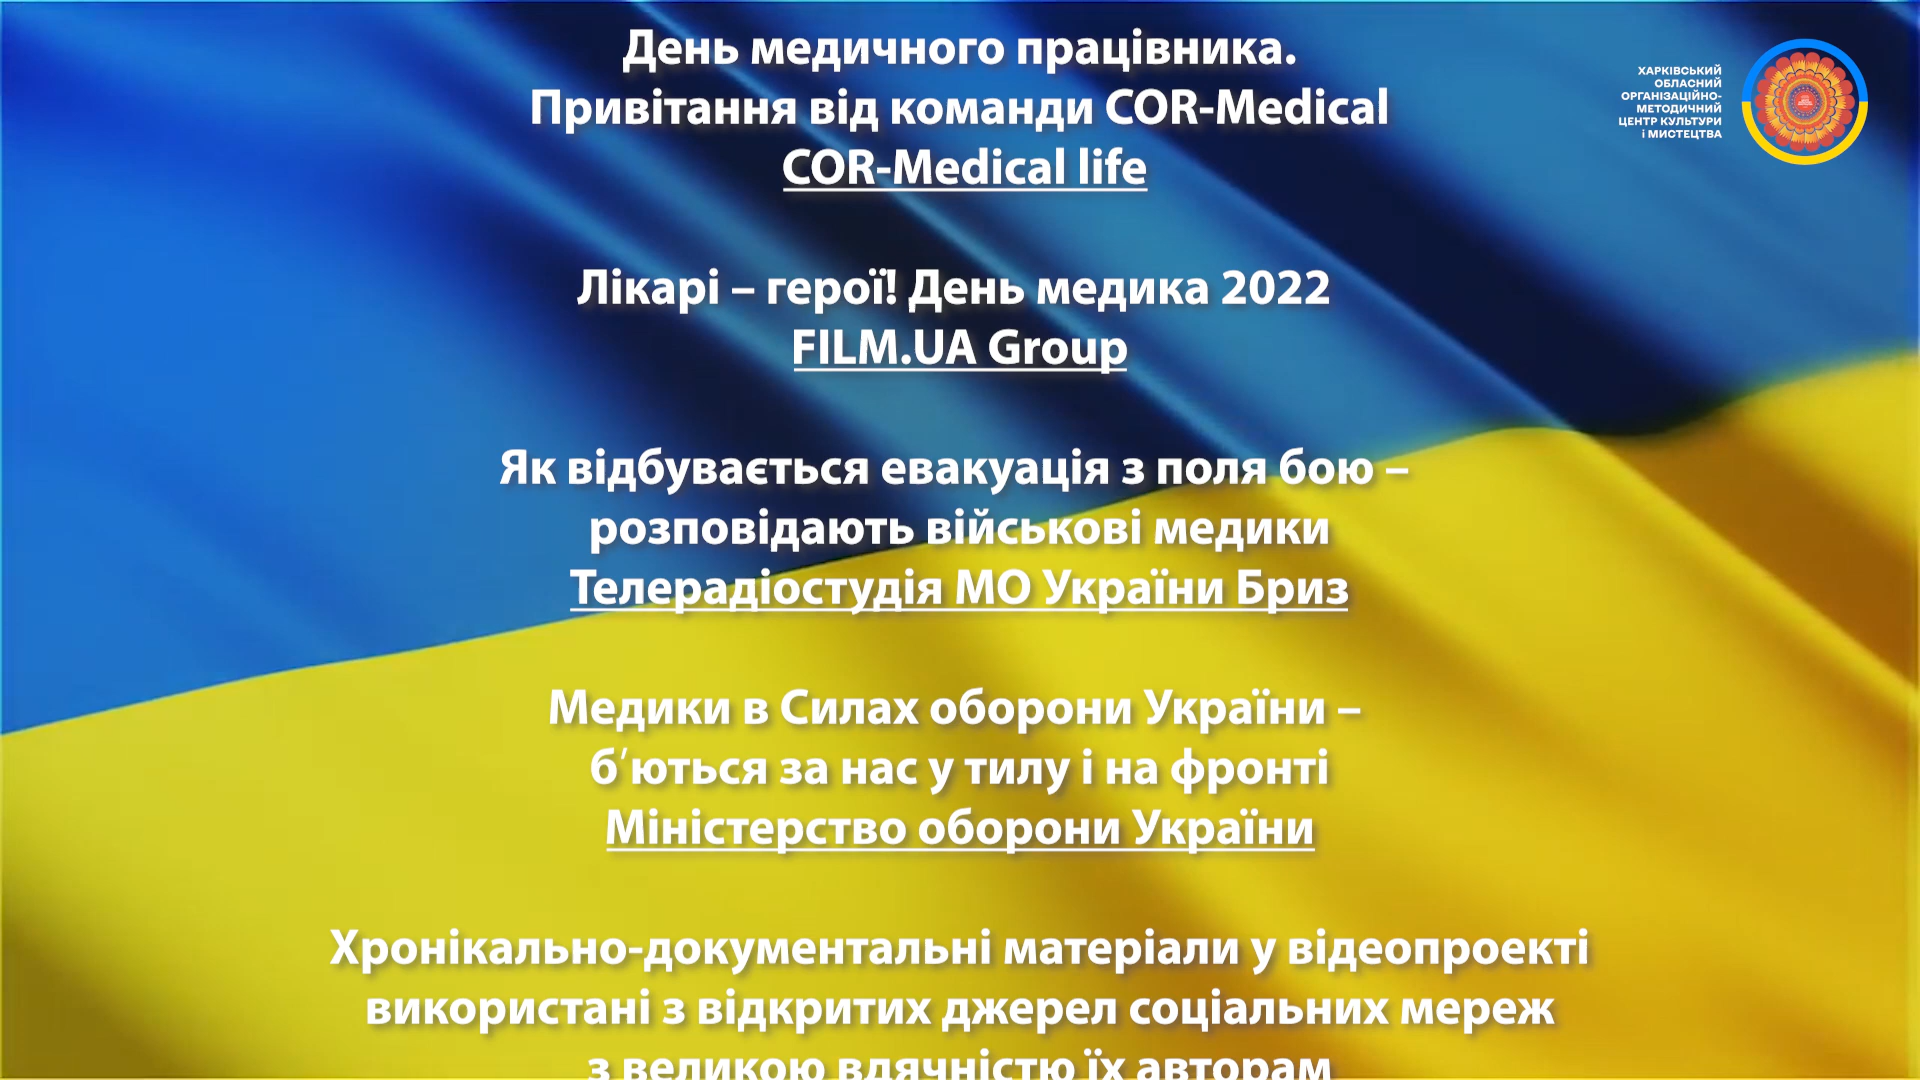 День медичного працівника.
Привітання від команди COR-Medical
COR-Medical life
Лікарі – герої! День медика 2022
FILM.UA Group
Як відбувається евакуація з поля бою –
розповідають військові медики
Телерадіостудія МО України Бриз
Медики в Силах оборони України –
б′ються за нас у тилу і на фронті
Міністерство оборони України
Хронікально-документальні матеріали у відеопроекті
використані з відкритих джерел соціальних мереж
з великою вдячністю їх авторам
ХАРКІВСЬКИЙ
ОБЛАСНИЙ
ОРГАНІЗАЦІЙНО-
МЕТОДИЧНИЙ
ЦЕНТР КУЛЬТУРИ
і МИСТЕЦТВА